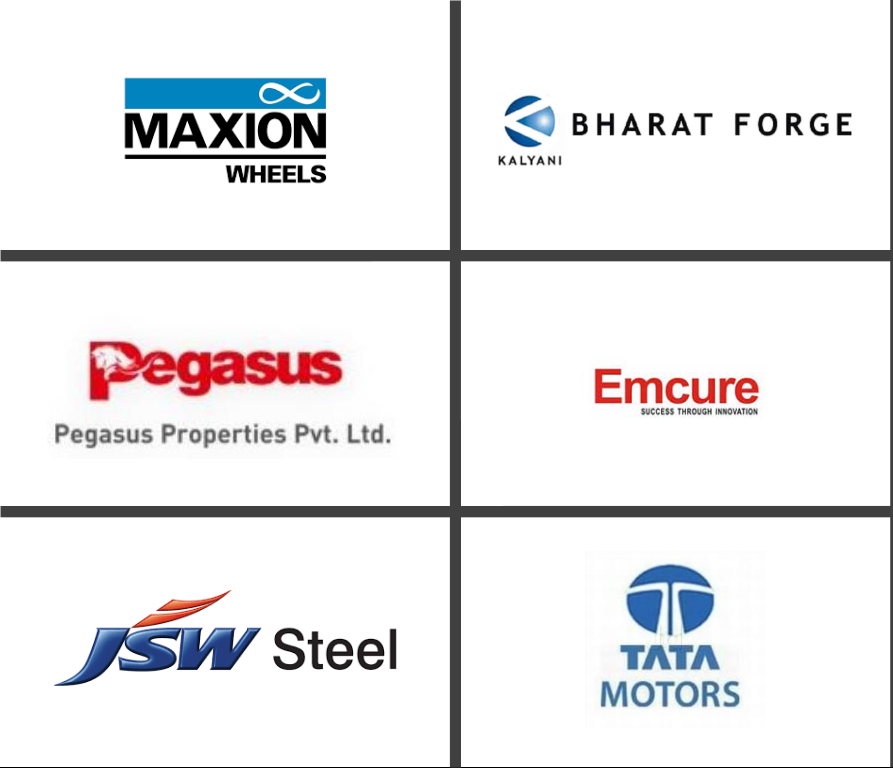 MAXION
WHEELS
KALYANI
BHARAT FORGE
Pegasus
Pegasus Properties Pvt. Ltd.
Emcure
SUCCESS THROUGH INNOVATION
JSW Steel
TATA
MOTORS